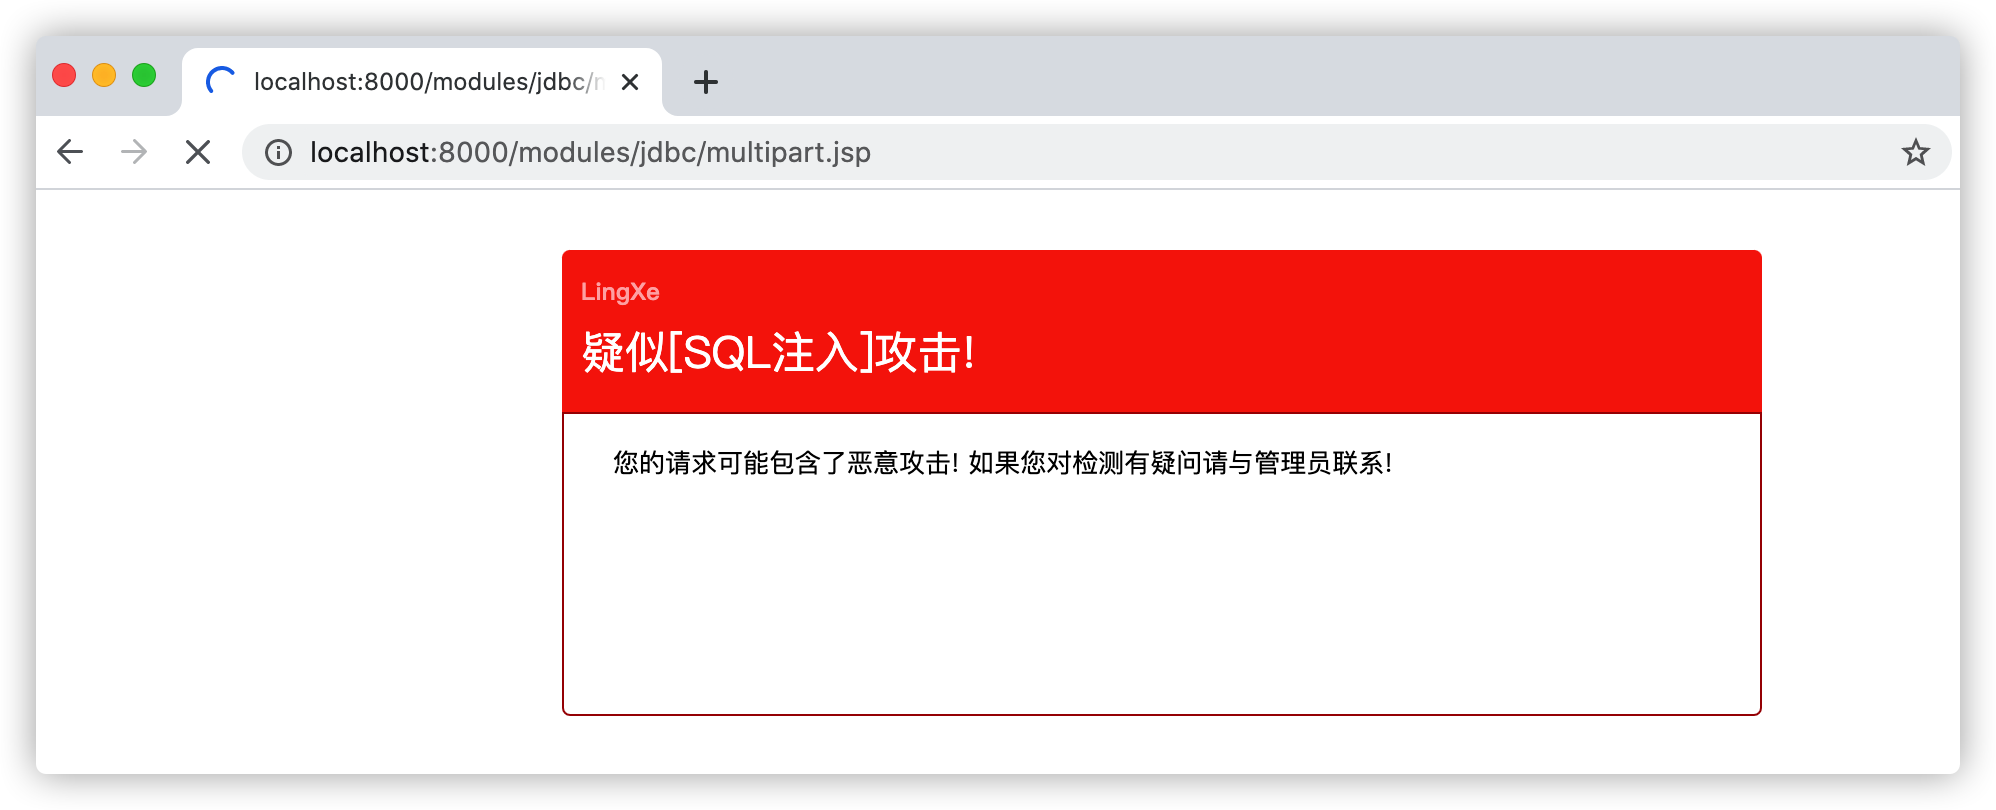 localhost:8000/modules/jdbc/
localhost:8000/modules/jdbc/multipart.jsp
LingXe
疑似[SQL注入]攻击!
您的请求可能包含了恶意攻击! 如果您对检测有疑问请与管理员联系!